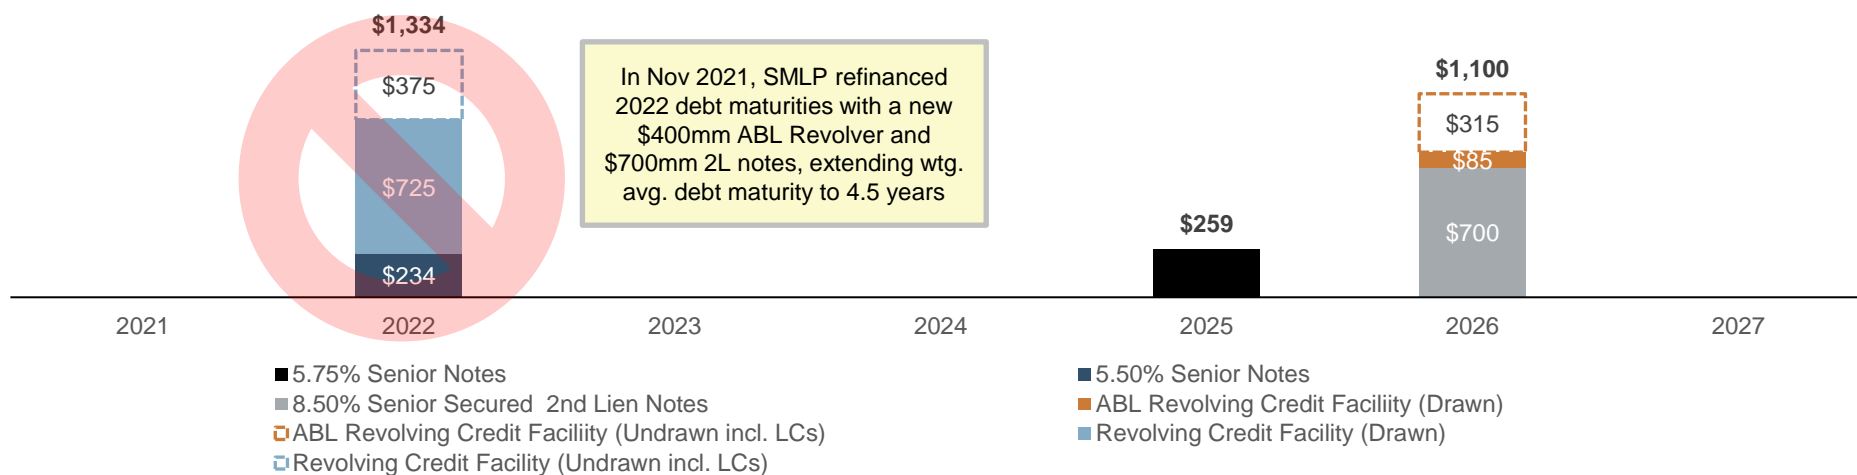 $1,334
$375
$725
$234
In Nov 2021, SMLP refinanced
2022 debt maturities with a new
$400mm ABL Revolver and
$700mm 2L notes, extending wtg.
avg. debt maturity to 4.5 years
$259
$1,100
$315
$85
$700
2021 2022 2023 2024 2025 2026 2027
5.75% Senior Notes
5.50% Senior Notes
8.50% Senior Secured 2nd Lien Notes
ABL Revolving Credit Faciliity (Drawn)
ABL Revolving Credit Faciliity (Undrawn incl. LCs)
Revolving Credit Facility (Drawn)
Revolving Credit Facility (Undrawn incl. LCs)